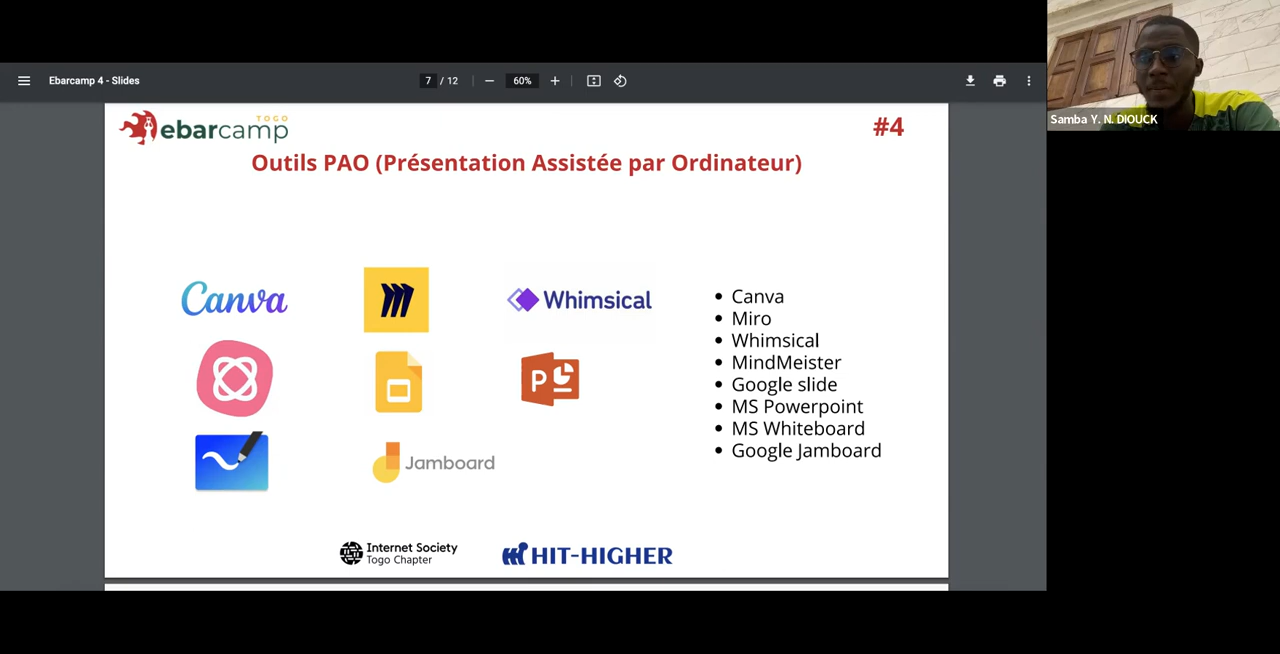 Ebarcamp 4 - Slides
7 / 12
60%
Samba Y. N. DIOUCK
TOGO
ebarcamp
#4
Outils PAO (Présentation Assistée par Ordinateur)
Canva
Whimsical
P
Jamboard
• Canva
• Miro
• Whimsical
• MindMeister
• Google slide
• MS Powerpoint
• MS Whiteboard
• Google Jamboard
Internet Society
Togo Chapter
HIT-HIGHER